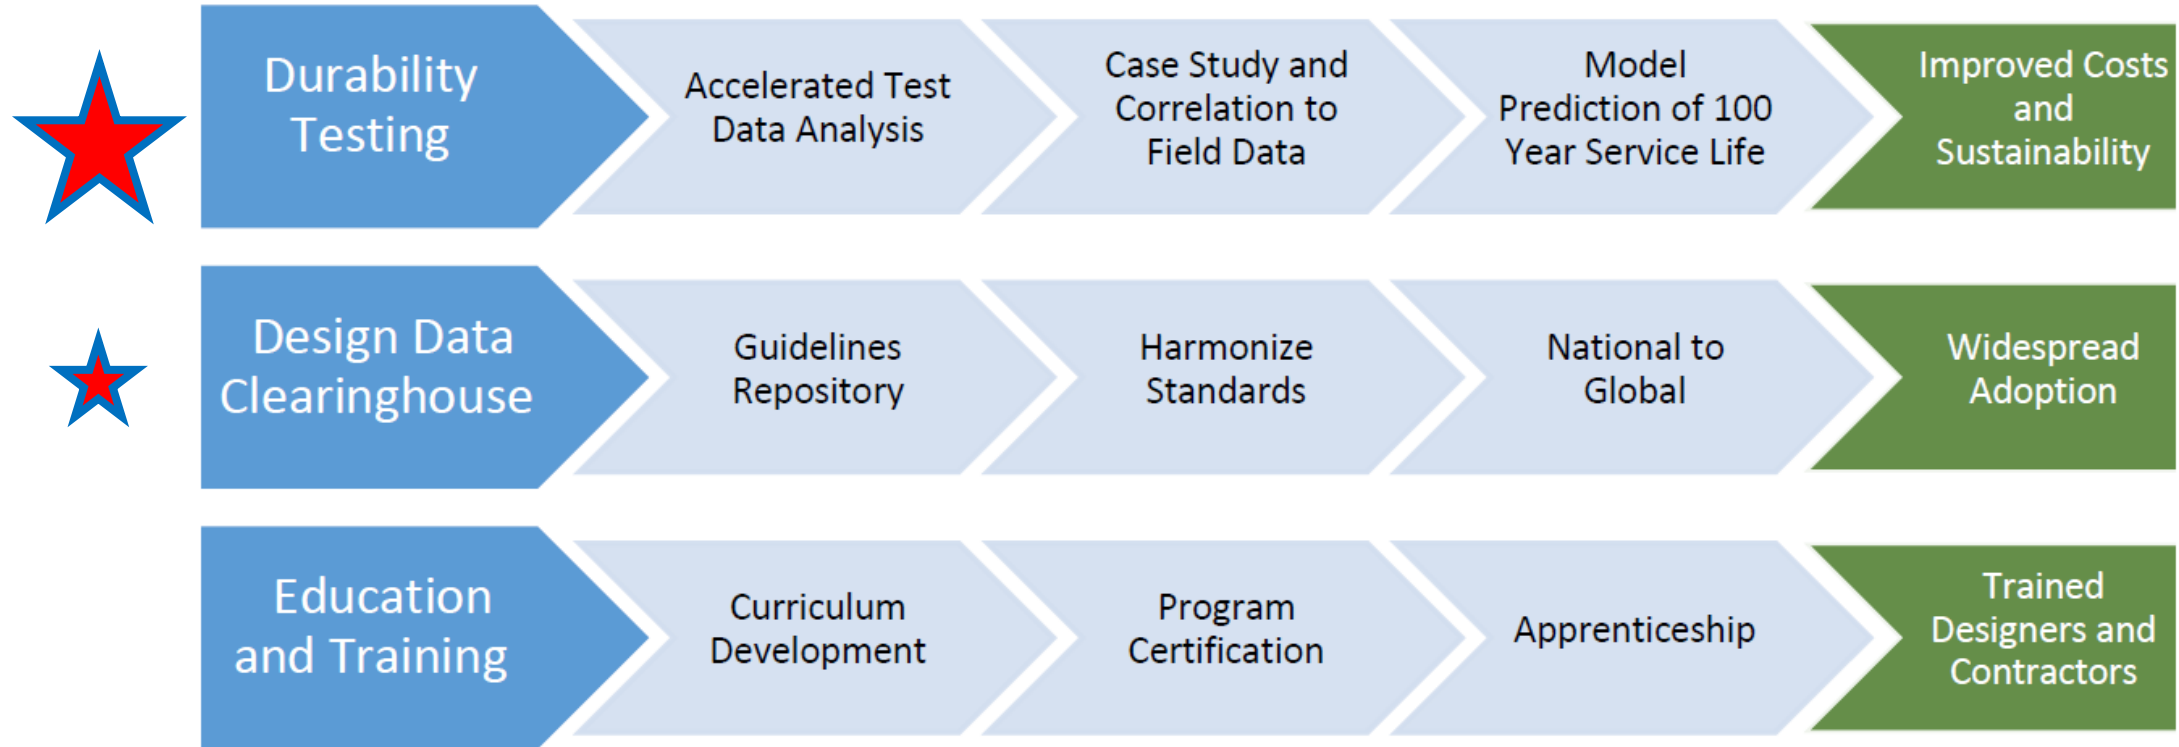 Durability
Testing
Accelerated Test
Data Analysis
Case Study and
Correlation to
Field Data
Model
Prediction of 100
Year Service Life
Improved Costs
and
Sustainability
Design Data
Clearinghouse
Guidelines
Repository
Harmonize
Standards
National to
Global
Widespread
Adoption
Education
and Training
Curriculum
Development
Program
Certification
Apprenticeship
Trained
Designers and
Contractors